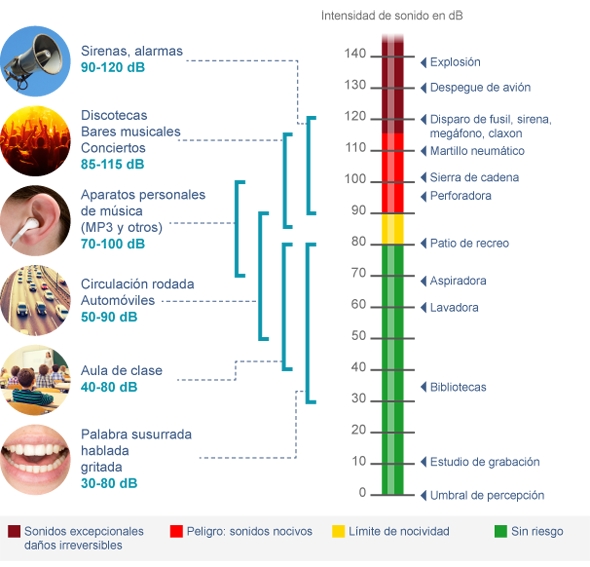 Intensidad de sonido en dB
Sirenas, alarmas
90-120 dB
Discotecas
Bares musicales
Conciertos
85-115 dB
Aparatos personales
de música
(MP3 y otros)
70-100 dB
Circulación rodada
Automóviles
50-90 dB
Aula de clase
40-80 dB
Palabra susurrada
hablada
gritada
30-80 dB
140
130
120
110
100
90
80
70
60
50
40
30
20
10
0
Explosión
Despegue de avión
Disparo de fusil, sirena,
megáfono, claxon
Martillo neumático
Sierra de cadena
Perforadora
Patio de recreo
Aspiradora
Lavadora
Bibliotecas
Estudio de grabación
Umbral de percepción
Sonidos excepcionales
daños irreversibles
Peligro: sonidos nocivos
Límite de nocividad
Sin riesgo